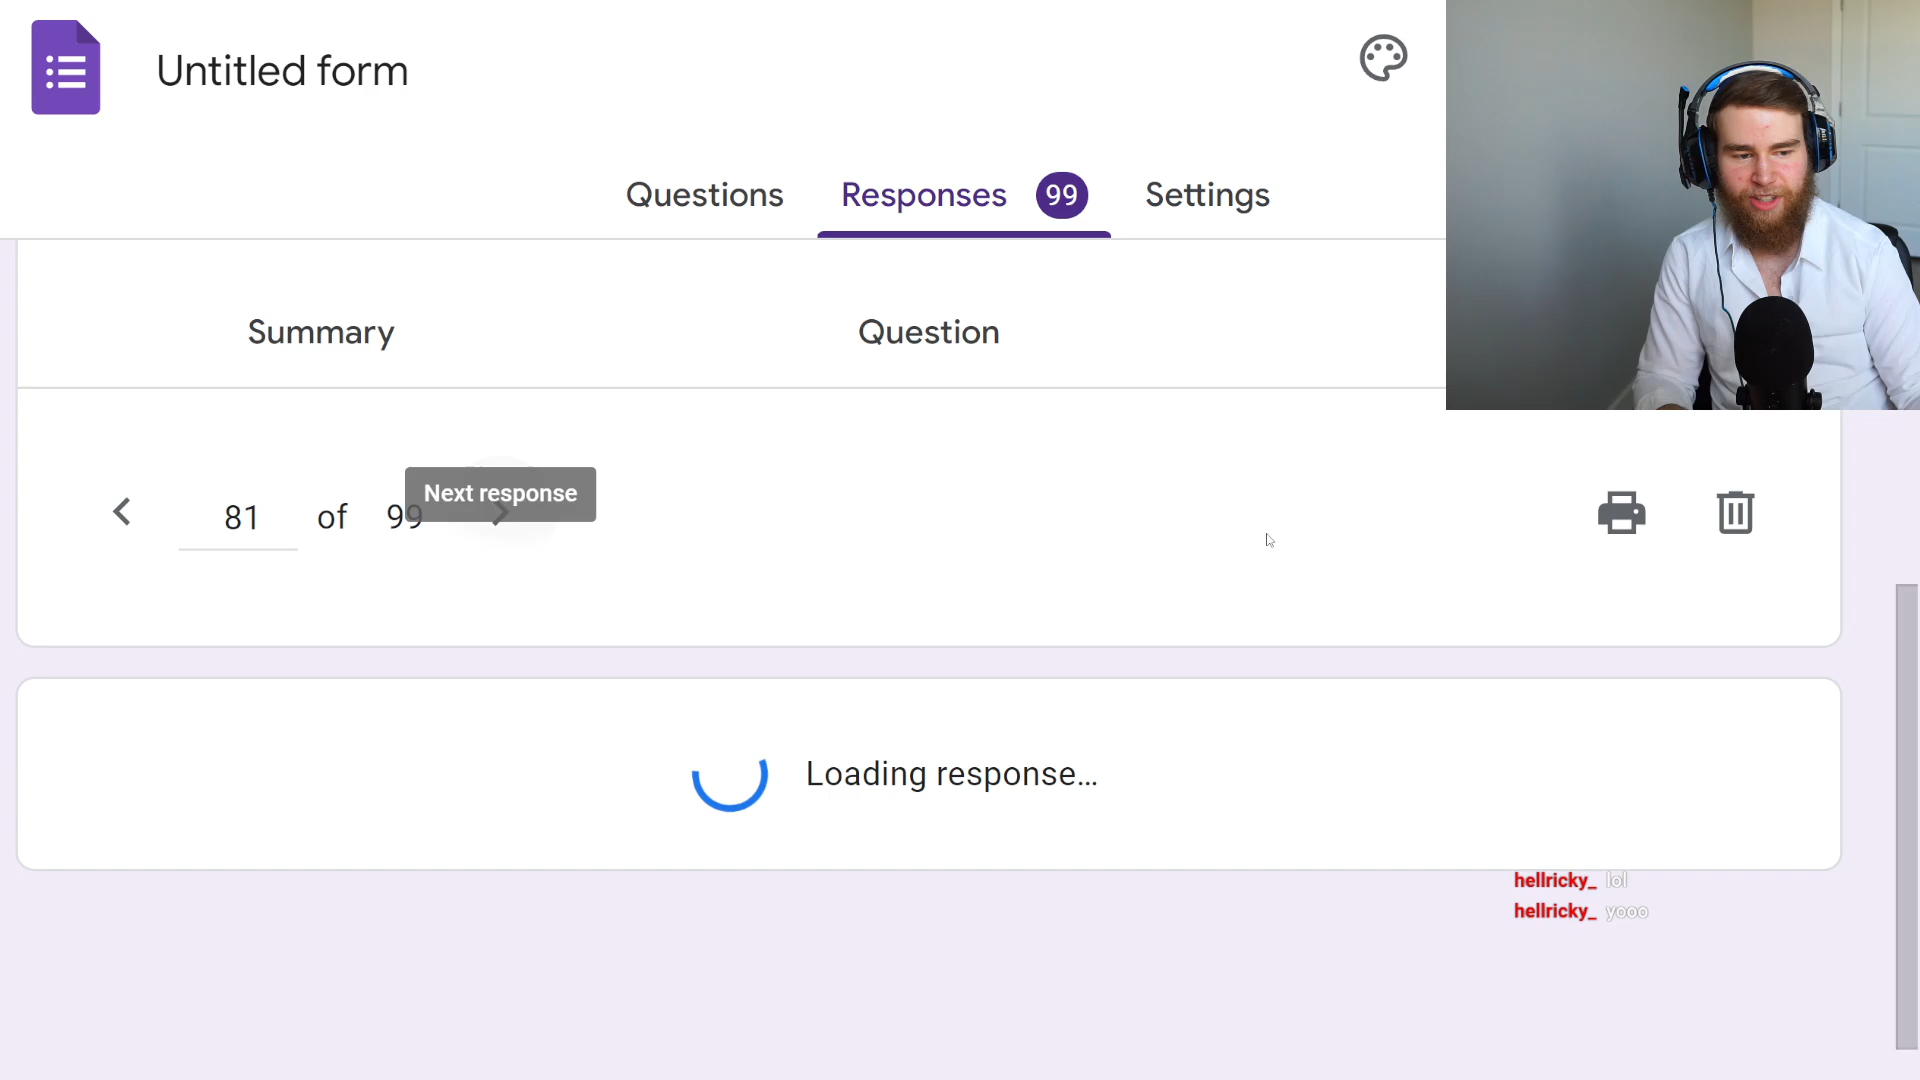 Untitled form
Questions Responses 99 Settings
Summary Question
81 of 99
Next response
Loading response...
hellricky_ lol
hellricky_ yooo